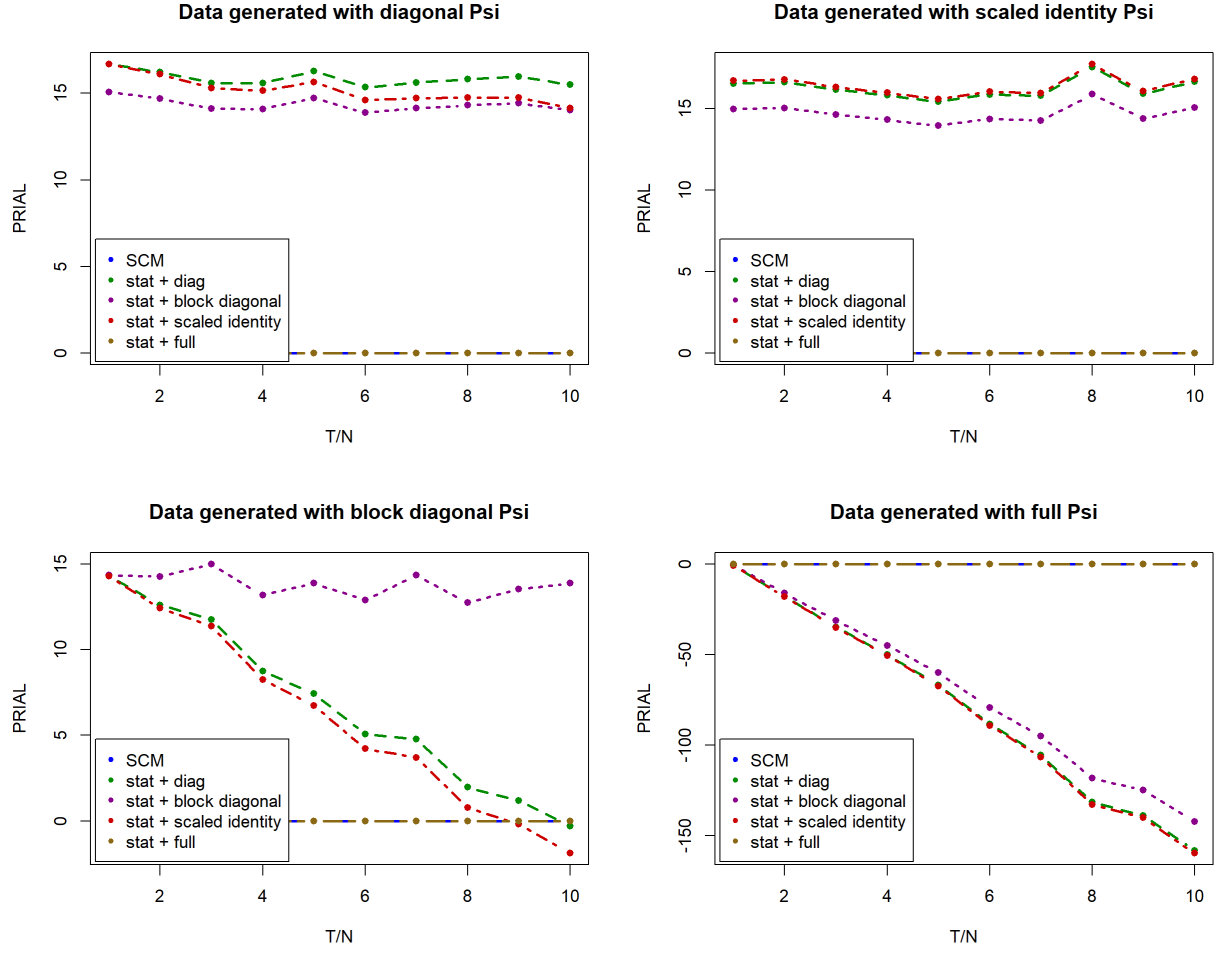 Data generated with diagonal Psi
PRIAL
15
10
5
0
SCM
stat + diag
stat + block diagonal
stat + scaled identity
stat + full
2 4 6 8 10
T/N
Data generated with scaled identity Psi
PRIAL
15
10
5
0
SCM
stat + diag
stat + block diagonal
stat + scaled identity
stat + full
2 4 6 8 10
T/N
Data generated with block diagonal Psi
PRIAL
15
10
5
0
SCM
stat + diag
stat + block diagonal
stat + scaled identity
stat + full
2 4 6 8 10
T/N
Data generated with full Psi
PRIAL
0
-50
-100
-150
SCM
stat + diag
stat + block diagonal
stat + scaled identity
stat + full
2 4 6 8 10
T/N